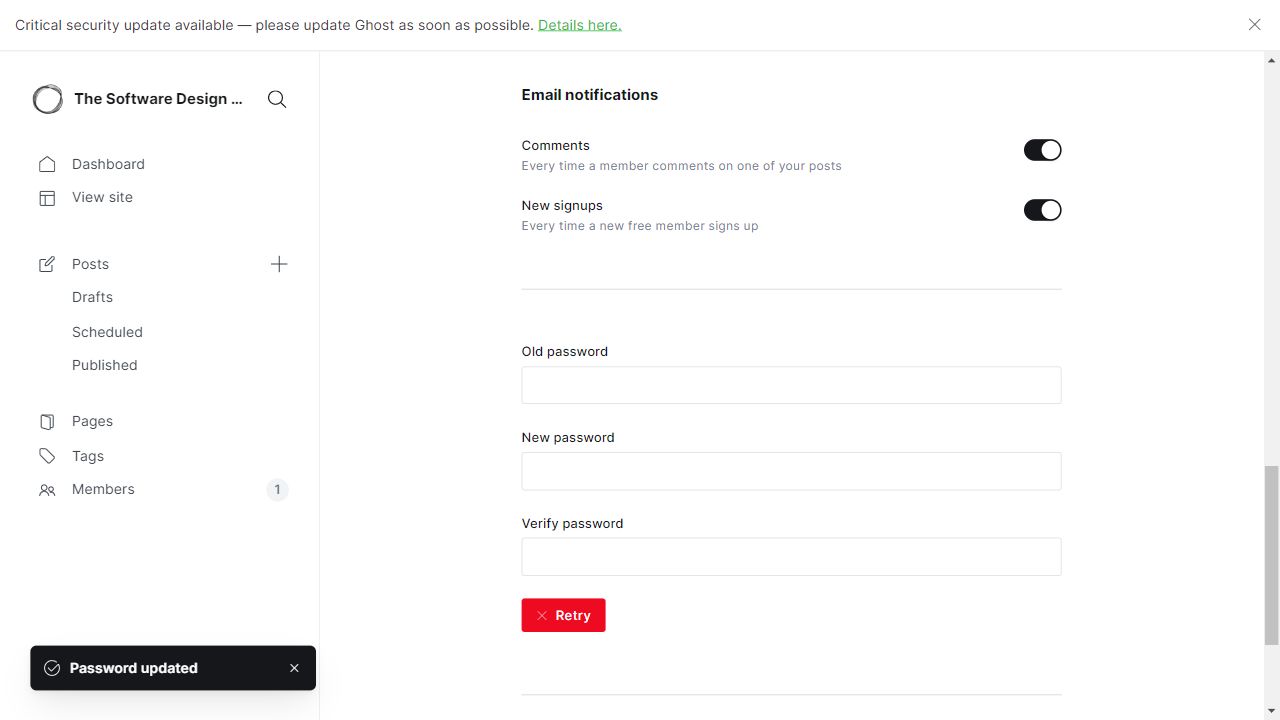 Critical security update available — please update Ghost as soon as possible. Details here.
The Software Design ...
Dashboard
View site
Posts
Drafts
Scheduled
Published
Pages
Tags
Members
1
Password updated
Email notifications
Comments
Every time a member comments on one of your posts
New signups
Every time a new free member signs up
Old password
New password
Verify password
Retry